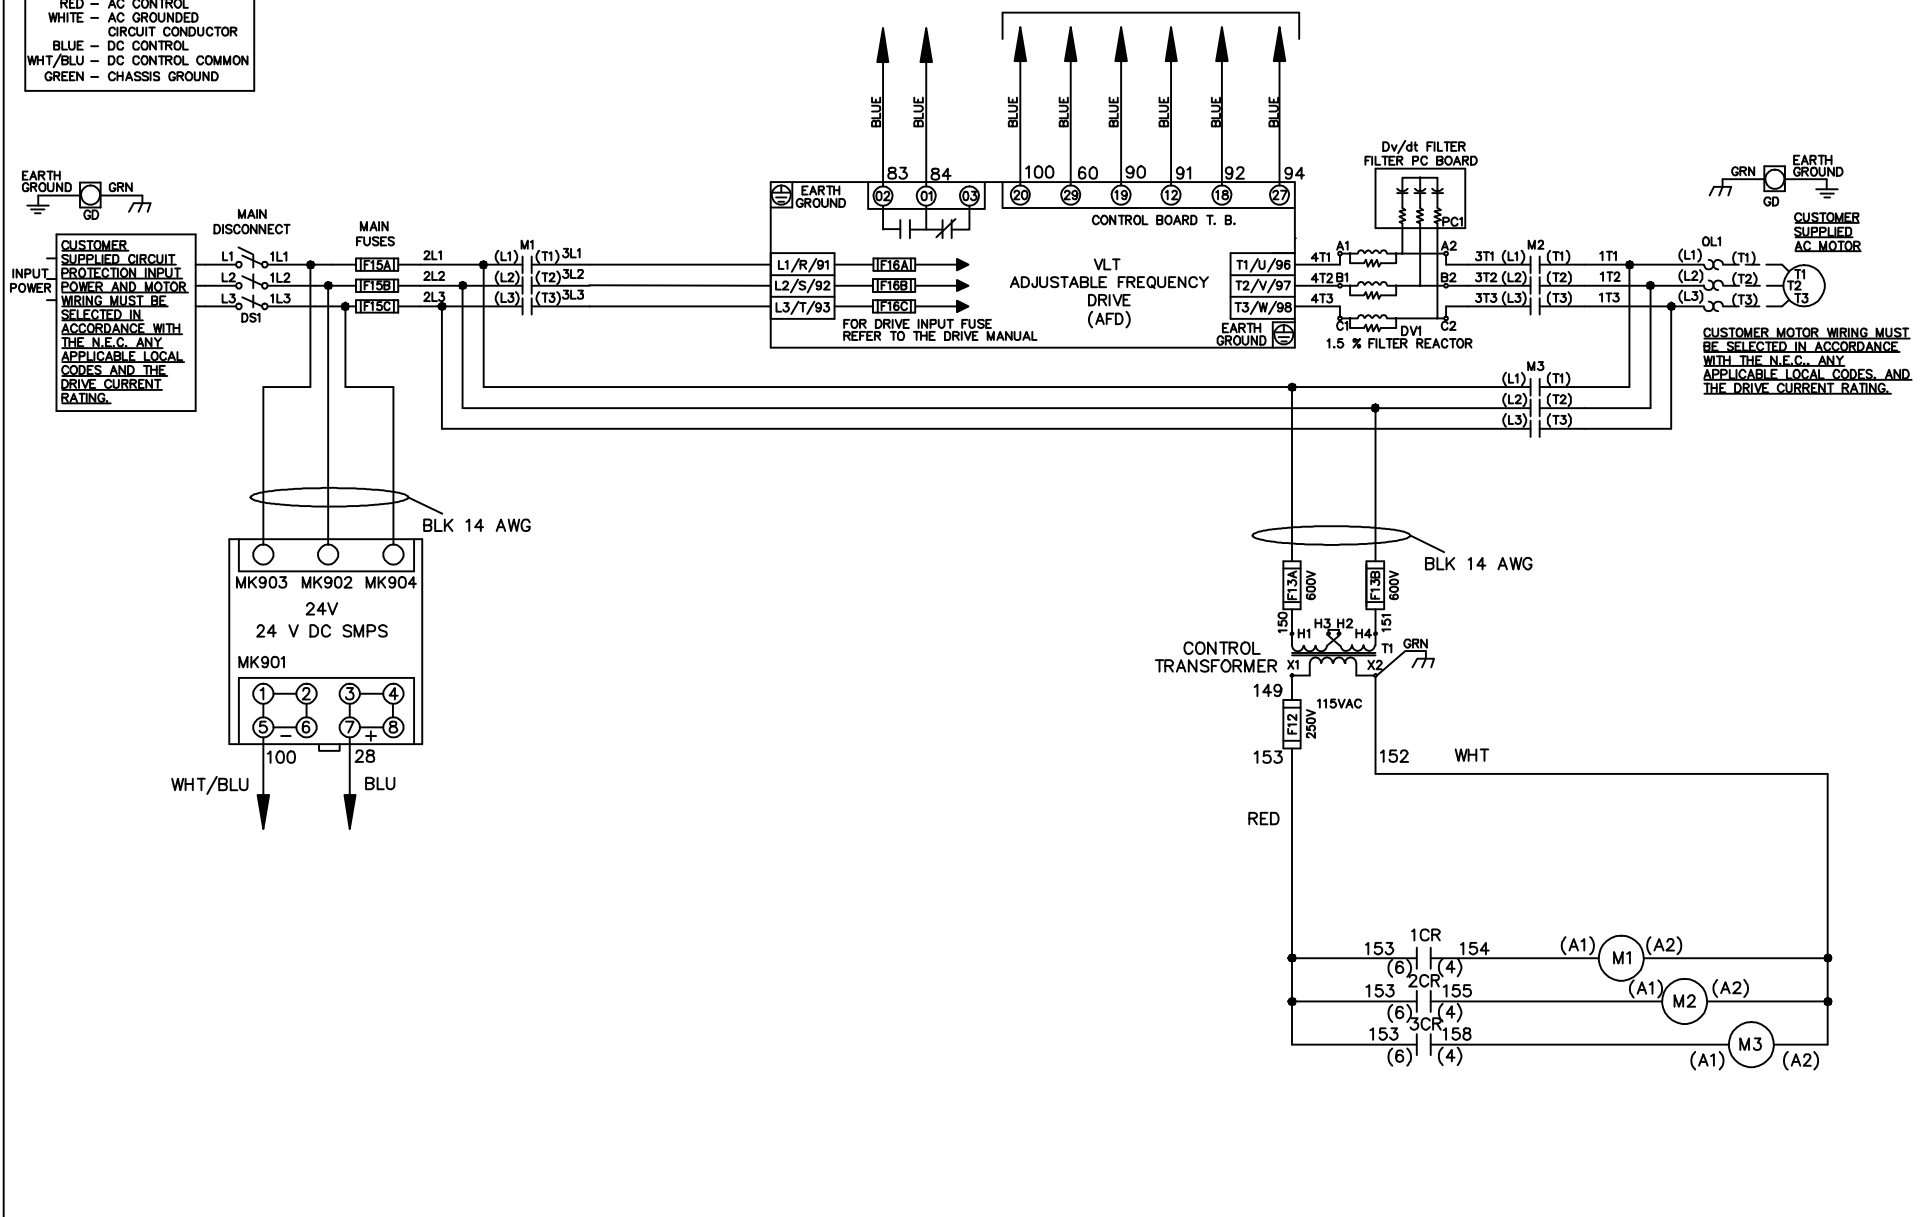 RED – AC CONTROL
WHITE – AC GROUNDED
CIRCUIT CONDUCTOR
BLUE – DC CONTROL
WHT/BLU – DC CONTROL COMMON
GREEN – CHASSIS GROUND
EARTH
GROUND
GRN
GD
CUSTOMER
SUPPLIED CIRCUIT
PROTECTION INPUT
POWER AND MOTOR
WIRING MUST BE
SELECTED IN
ACCORDANCE WITH
THE N.E.C. ANY
APPLICABLE LOCAL
CODES AND THE
DRIVE CURRENT
RATING.
INPUT
POWER
MAIN
DISCONNECT
L1 1L1
L2 1L2
L3 1L3
DS1
MAIN
FUSES
F15A
F15B
F15C
2L1
2L2
2L3
M1
(L1) (T1) 3L1
(L2) (T2) 3L2
(L3) (T3) 3L3
BLUE BLUE BLUE BLUE BLUE BLUE BLUE BLUE
83 84 100 60 90 91 92 94
EARTH
GROUND
02 01 03 20 29 19 12 18 27
CONTROL BOARD T. B.
L1/R/91 F16A
L2/S/92 F16B
L3/T/93 F16C
FOR DRIVE INPUT FUSE
REFER TO THE DRIVE MANUAL
VLT
ADJUSTABLE FREQUENCY
DRIVE
(AFD)
T1/U/96
T2/V/97
T3/W/98
EARTH
GROUND
Dv/dt FILTER
FILTER PC BOARD
PC1
4T1 A1 A2
4T2 B1 B2
4T3 C1 C2
DV1
1.5 % FILTER REACTOR
M2
3T1 (L1) (T1) 1T1
3T2 (L2) (T2) 1T2
3T3 (L3) (T3) 1T3
OL1
(L1) (T1)
(L2) (T2)
(L3) (T3)
T1
T2
T3
GRN
GD
EARTH
GROUND
CUSTOMER
SUPPLIED
AC MOTOR
CUSTOMER MOTOR WIRING MUST
BE SELECTED IN ACCORDANCE
WITH THE N.E.C., ANY
APPLICABLE LOCAL CODES, AND
THE DRIVE CURRENT RATING.
M3
(L1) (T1)
(L2) (T2)
(L3) (T3)
BLK 14 AWG
MK903 MK902 MK904
24V
24 V DC SMPS
MK901
1 2 3 4
5 6 7 8
– +
100 28
WHT/BLU BLU
BLK 14 AWG
F13A 600V
F13B 600V
150 151
H1 H3 H2 H4
T1
GRN
CONTROL
TRANSFORMER
X1 X2
149
115VAC
F12 250V
153
152 WHT
RED
1CR
153 154 (A1) M1 (A2)
(6) (4)
2CR
153 155 (A1) M2 (A2)
(6) (4)
3CR
153 158 M3
(6) (4) (A1) (A2)